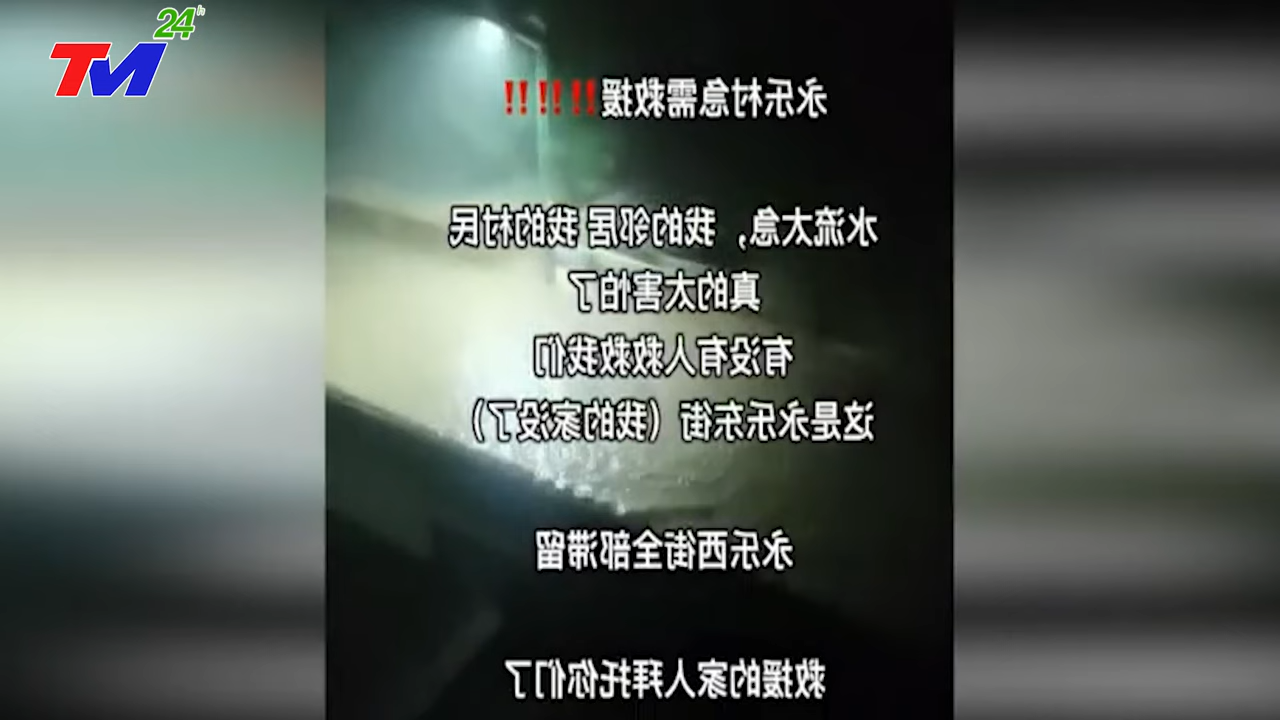 TM 24h
永乐村急需救援‼️‼️‼️
水流太急，我的邻居 我的村民
真的太害怕了
有没有人救救我们
这是永乐东街（我的家没了）
永乐西街全部滞留
救援的家人拜托你们了